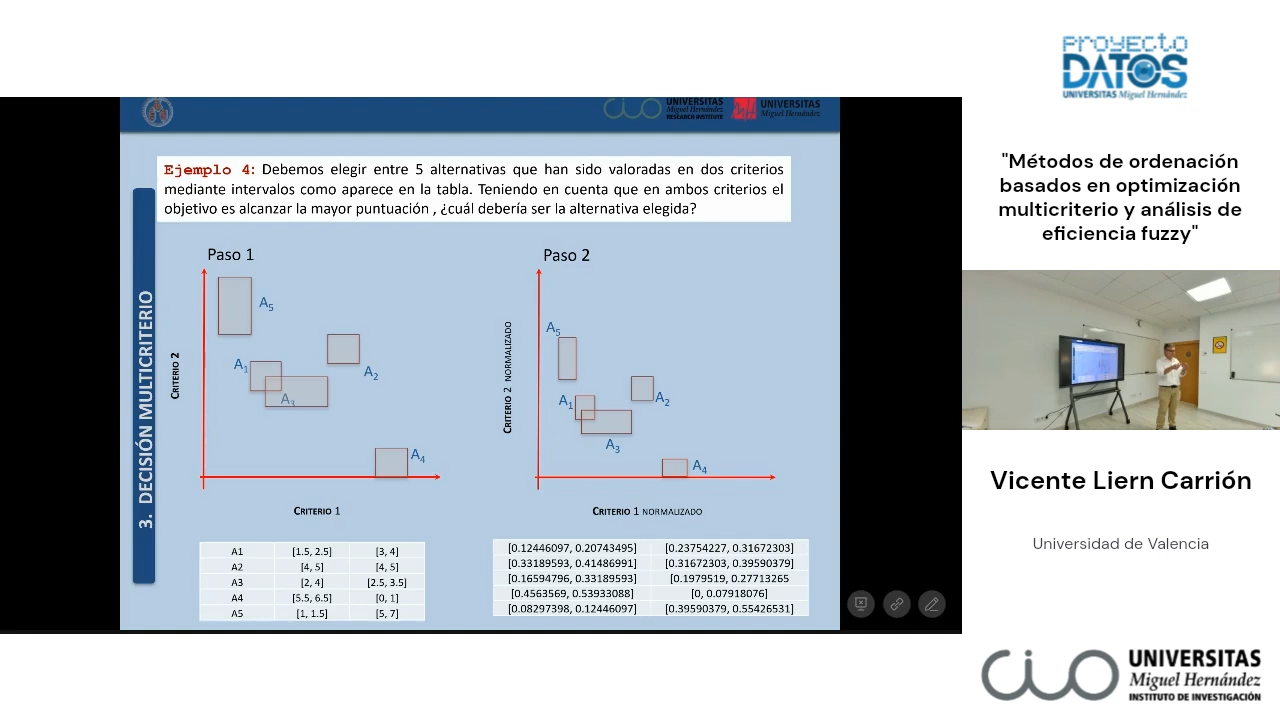 UNIVERSITAS
Miguel Hernández
RESEARCH INSTITUTE
UNIVERSITAS
Miguel Hernández
Ejemplo 4: Debemos elegir entre 5 alternativas que han sido valoradas en dos criterios
mediante intervalos como aparece en la tabla. Teniendo en cuenta que en ambos criterios el
objetivo es alcanzar la mayor puntuación , ¿cuál debería ser la alternativa elegida?
3. DECISIÓN MULTICRITERIO
Paso 1
CRITERIO 2
A5
A1
A2
A3
A4
CRITERIO 1
Paso 2
CRITERIO 2 NORMALIZADO
A5
A1
A2
A3
A4
CRITERIO 1 NORMALIZADO
A1 [1.5, 2.5] [3, 4]
A2 [4, 5] [4, 5]
A3 [2, 4] [2.5, 3.5]
A4 [5.5, 6.5] [0, 1]
A5 [1, 1.5] [5, 7]
[0.12446097, 0.20743495] [0.23754227, 0.31672303]
[0.33189593, 0.41486991] [0.31672303, 0.39590379]
[0.16594796, 0.33189593] [0.1979519, 0.27713265
[0.4563569, 0.53933088] [0, 0.07918076]
[0.08297398, 0.12446097] [0.39590379, 0.55426531]
Proyecto
DATOS
UNIVERSITAS Miguel Hernández
"Métodos de ordenación
basados en optimización
multicriterio y análisis de
eficiencia fuzzy"
Vicente Liern Carrión
Universidad de Valencia
CIO
UNIVERSITAS
Miguel Hernández
INSTITUTO DE INVESTIGACIÓN